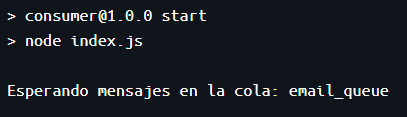 > consumer@1.0.0 start
> node index.js
Esperando mensajes en la cola: email_queue